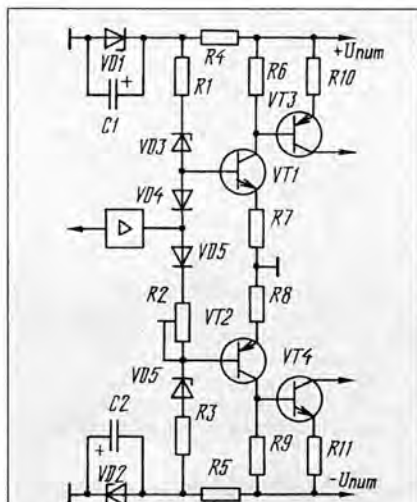 +Uпит
VD1
R4
R1
R6
R10
VT3
+
C1
VD3
VT1
VD4
R7
VD5
R2
R8
VT2
VT4
VD5
C2
R3
+
R9
R11
VD2
R5
-Uпит